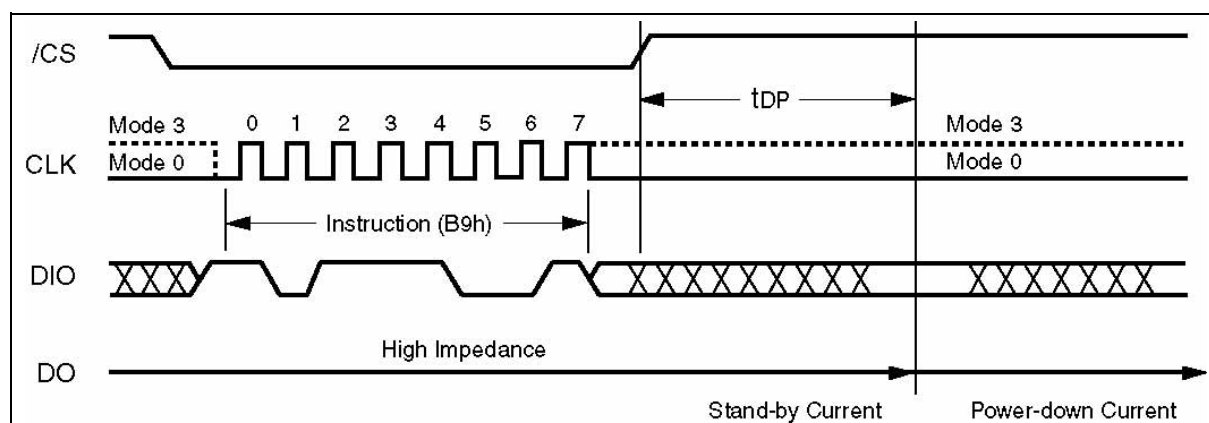 /CS
tDP
Mode 3 0 1 2 3 4 5 6 7 Mode 3
CLK Mode 0 Mode 0
Instruction (B9h)
DIO
High Impedance
DO
Stand-by Current Power-down Current